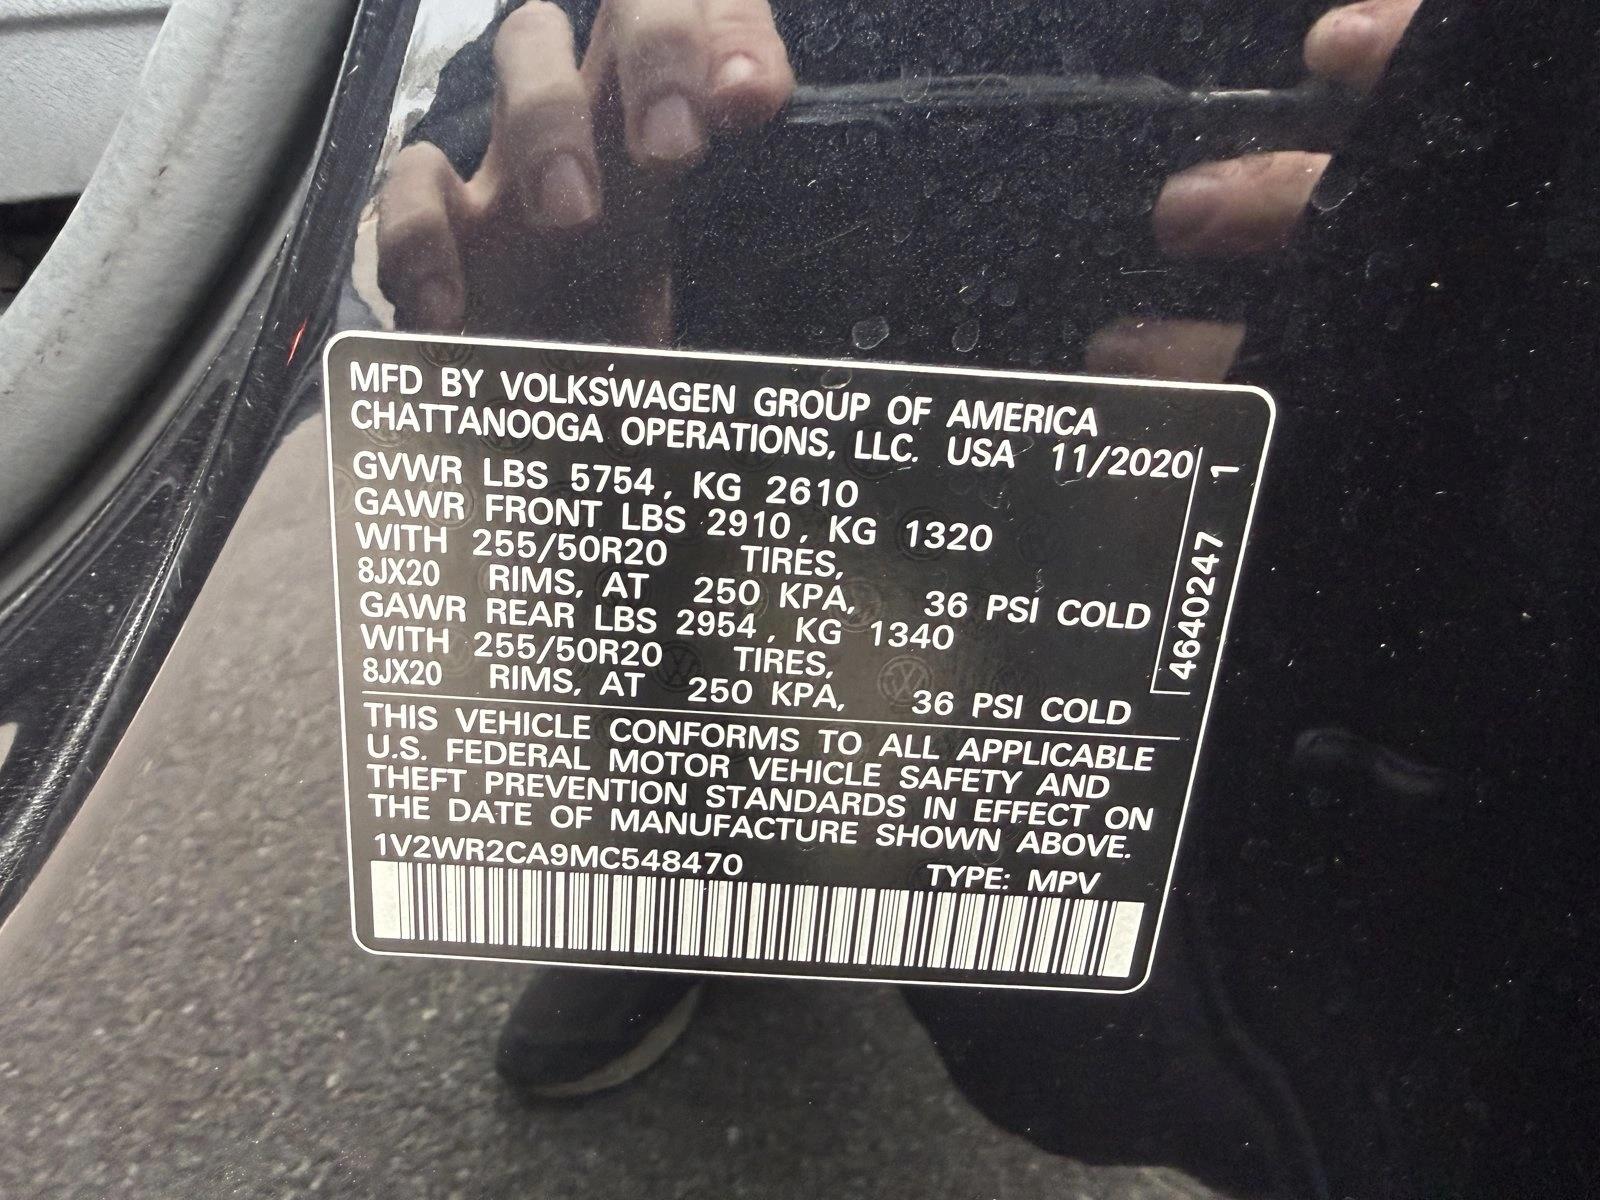 MFD BY VOLKSWAGEN GROUP OF AMERICA
CHATTANOOGA OPERATIONS, LLC. USA 11/2020
GVWR LBS 5754, KG 2610
GAWR FRONT LBS 2910, KG 1320
WITH 255/50R20 TIRES,
8JX20 RIMS, AT 250 KPA, 36 PSI COLD
GAWR REAR LBS 2954, KG 1340
WITH 255/50R20 TIRES,
8JX20 RIMS, AT 250 KPA, 36 PSI COLD
4640247 1
THIS VEHICLE CONFORMS TO ALL APPLICABLE
U.S. FEDERAL MOTOR VEHICLE SAFETY AND
THEFT PREVENTION STANDARDS IN EFFECT ON
THE DATE OF MANUFACTURE SHOWN ABOVE.
1V2WR2CA9MC548470 TYPE: MPV